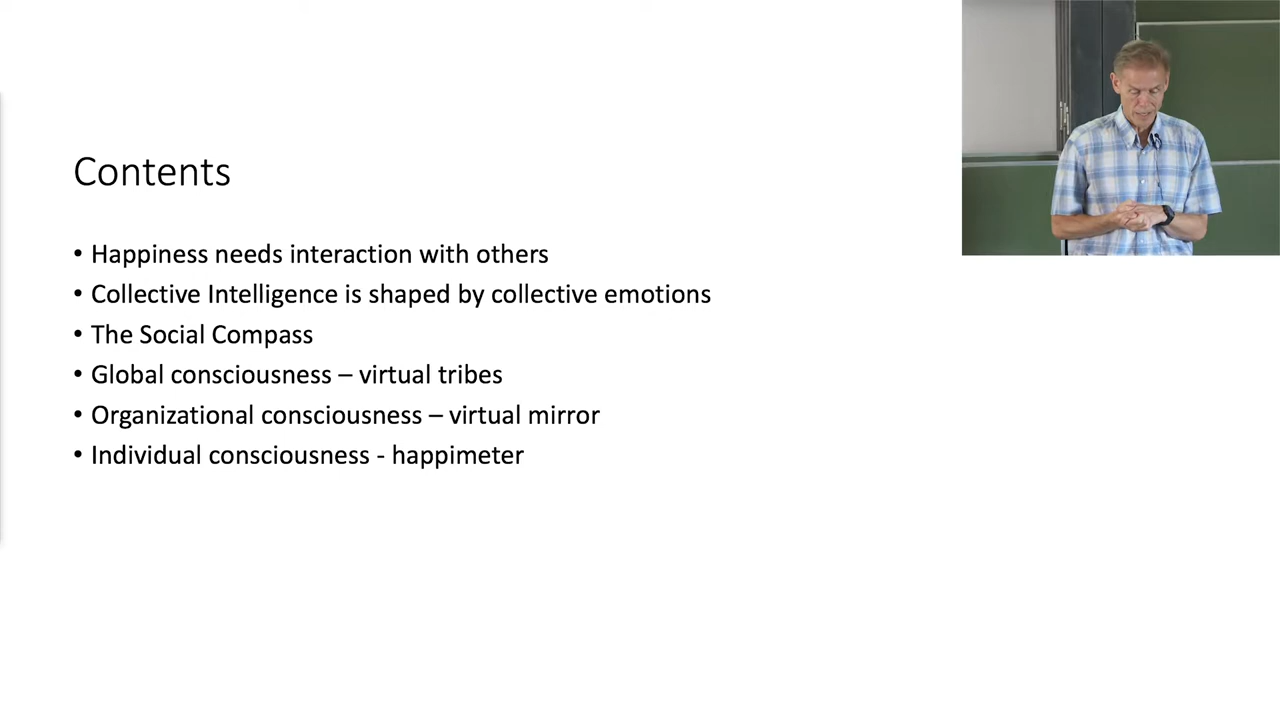 Contents
• Happiness needs interaction with others
• Collective Intelligence is shaped by collective emotions
• The Social Compass
• Global consciousness – virtual tribes
• Organizational consciousness – virtual mirror
• Individual consciousness - happimeter